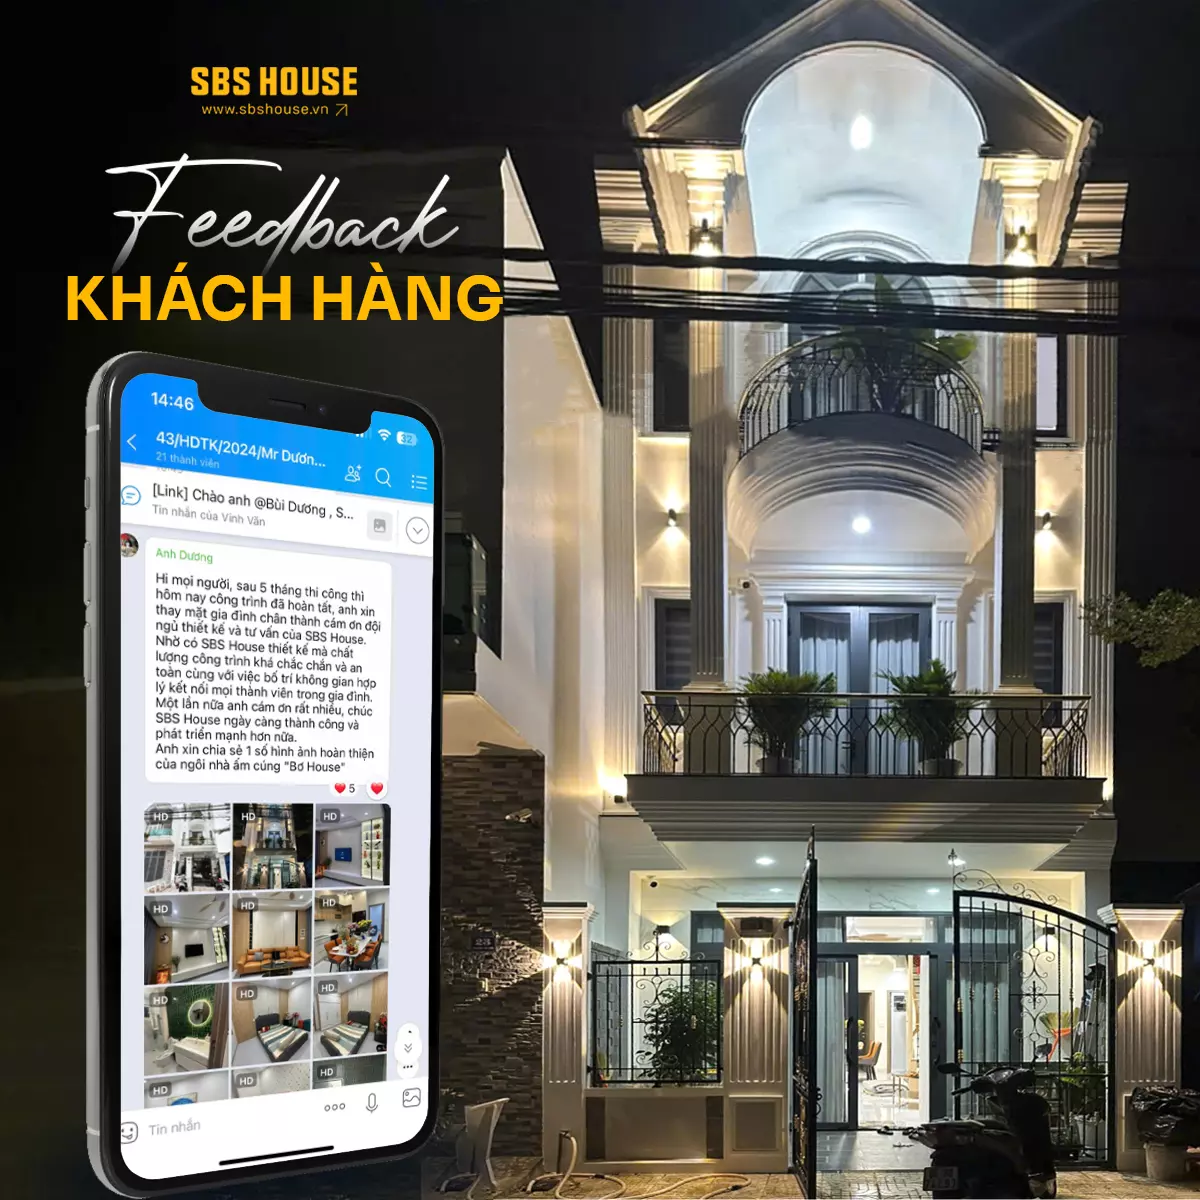 SBS HOUSE
www.sbshouse.vn
Feedback
KHÁCH HÀNG
14:46
32
43/HDTK/2024/Mr Dươn...
21 thành viên
[Link] Chào anh @Bùi Dương , S...
Tin nhắn của Vinh Văn
Anh Dương
Hi mọi người, sau 5 tháng thi công thì
hôm nay công trình đã hoàn tất, anh xin
thay mặt gia đình chân thành cám ơn đội
ngũ thiết kế và tư vấn của SBS House.
Nhờ có SBS House thiết kế mà chất
lượng công trình khá chắc chắn và an
toàn cùng với việc bố trí không gian hợp
lý kết nối mọi thành viên trong gia đình.
Một lần nữa anh cám ơn rất nhiều, chúc
SBS House ngày càng thành công và
phát triển mạnh hơn nữa.
Anh xin chia sẻ 1 số hình ảnh hoàn thiện
của ngôi nhà ấm cúng "Bơ House"
5
HD HD HD
HD HD HD
HD HD HD
HD HD HD
Tin nhắn
23